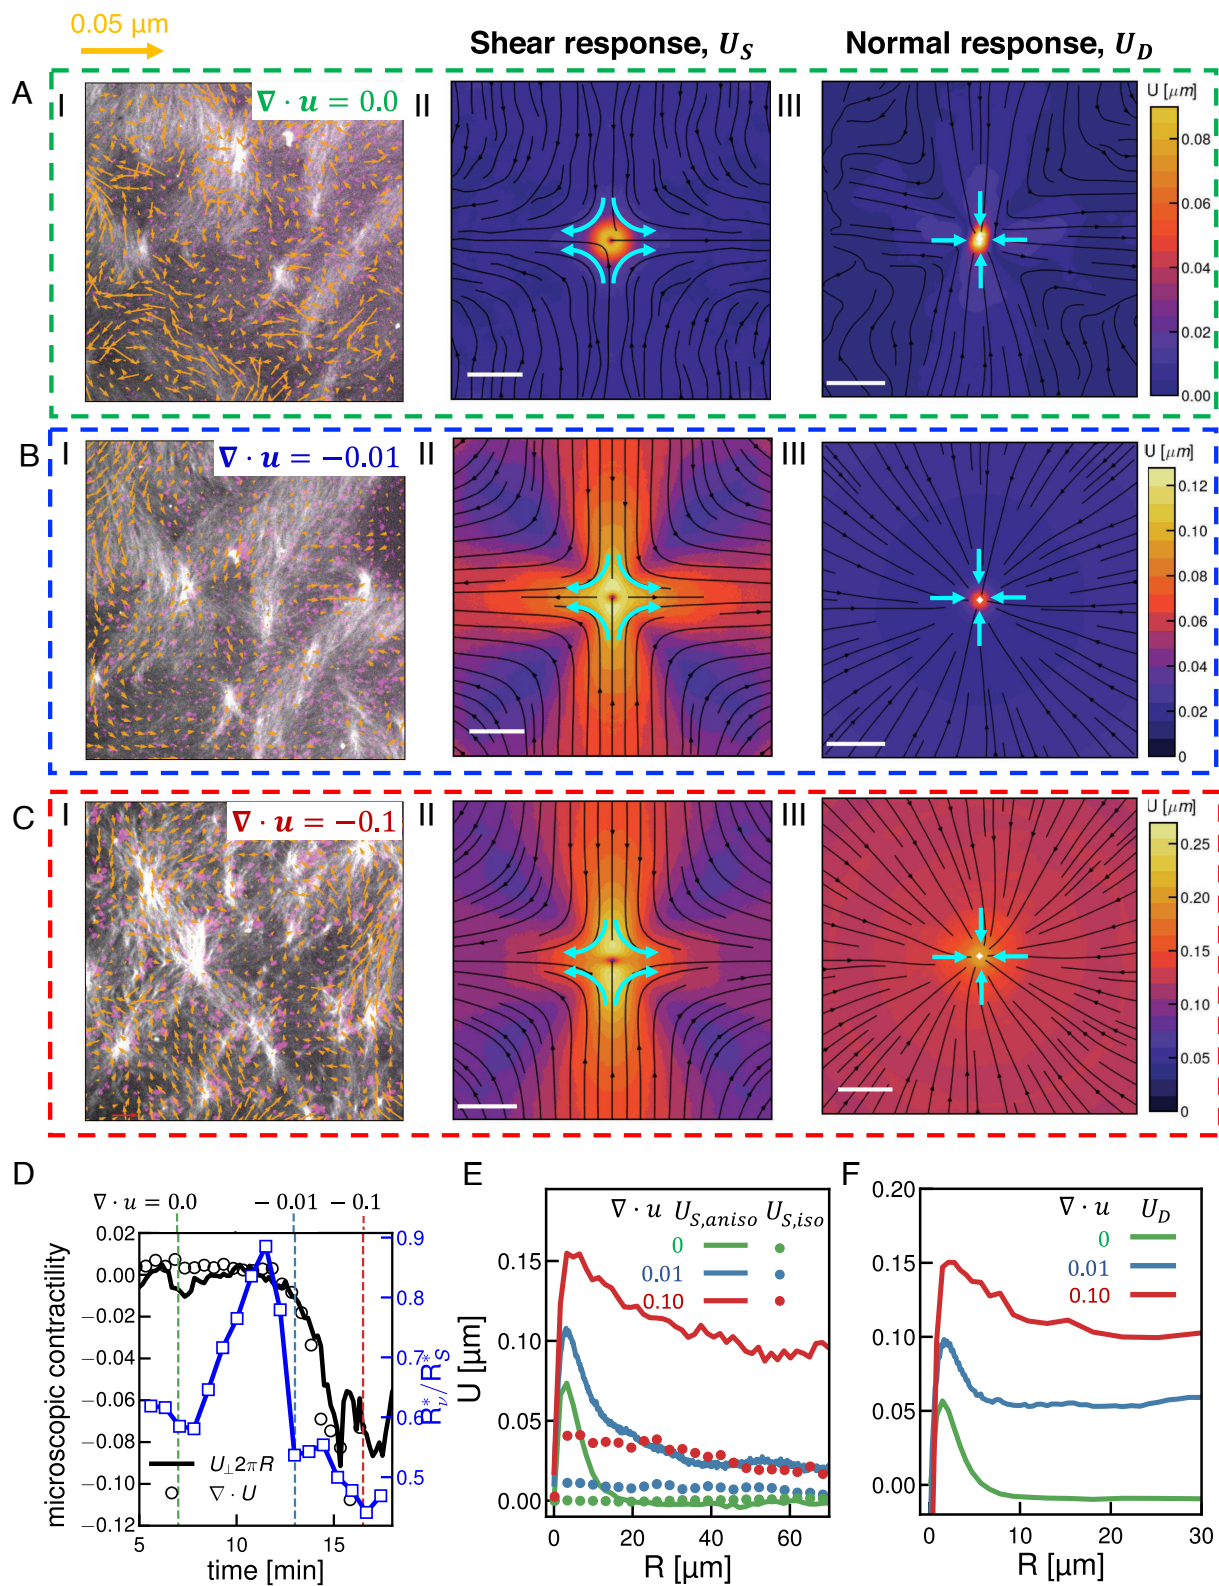 0.05 μm
Shear response, U_S
Normal response, U_D
A
I
∇ · u = 0.0
II
III
U [μm]
0.08
0.06
0.04
0.02
0.00
B
I
∇ · u = −0.01
II
III
U [μm]
0.12
0.10
0.08
0.06
0.04
0.02
0
C
I
∇ · u = −0.1
II
III
U [μm]
0.25
0.20
0.15
0.10
0.05
0
D
∇ · u = 0.0
−0.01
−0.1
0.02
0.00
−0.02
−0.04
−0.06
−0.08
−0.10
−0.12
microscopic contractility
0.9
0.8
0.7
0.6
0.5
R*_ν/R*_S
U⊥2πR
∇ · U
5
10
15
time [min]
E
∇ · u U_S,aniso U_S,iso
0
0.01
0.10
0.15
0.10
0.05
0.00
U [μm]
0
20
40
60
R [μm]
F
∇ · u U_D
0
0.01
0.10
0.20
0.15
0.10
0.05
0.00
0
10
20
30
R [μm]